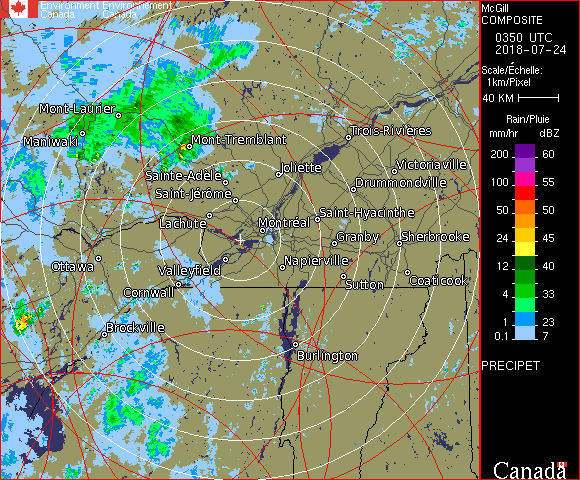 Environment Environnement
Canada Canada
McGill
COMPOSITE
0350 UTC
2018-07-24
Scale/Échelle:
1km/Pixel
40 KM
Rain/Pluie
mm/hr dBZ
200 60
100 55
50 50
24 45
12 40
4 33
1 23
0.1 7
PRECIPET
Canada
Mont-Laurier
Maniwaki
Mont-Tremblant
Trois-Rivières
Sainte-Adèle
Joliette
Victoriaville
Saint-Jérôme
Drummondville
Lachute
Montréal
Saint-Hyacinthe
Granby
Sherbrooke
Ottawa
Valleyfield
Napierville
Cornwall
Sutton
Coaticook
Brockville
Burlington